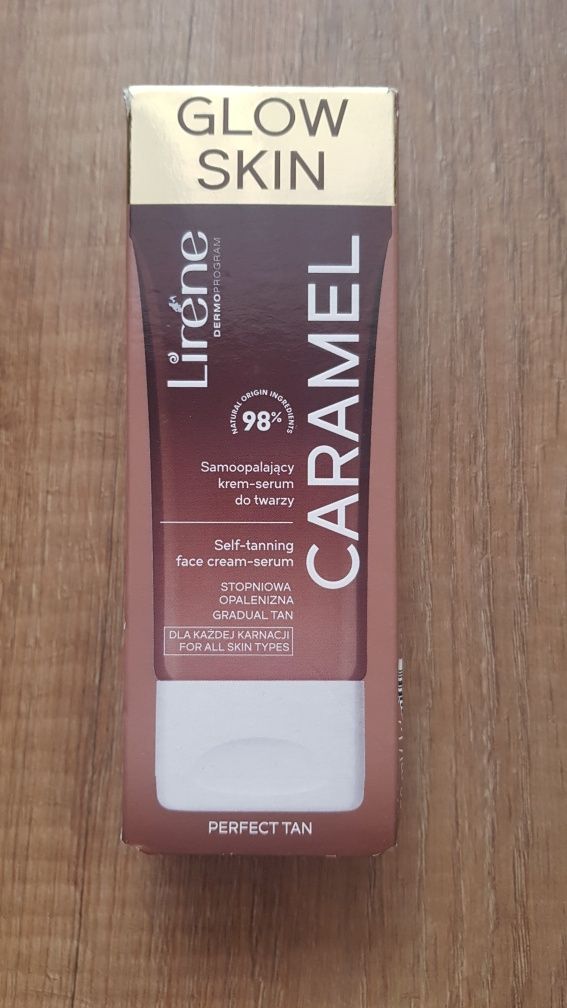 GLOW
SKIN
Lirene
DERMOPROGRAM
CARAMEL
NATURAL ORIGIN INGREDIENTS
98%
Samoopalający
krem-serum
do twarzy
Self-tanning
face cream-serum
STOPNIOWA
OPALENIZNA
GRADUAL TAN
DLA KAŻDEJ KARNACJI
FOR ALL SKIN TYPES
PERFECT TAN